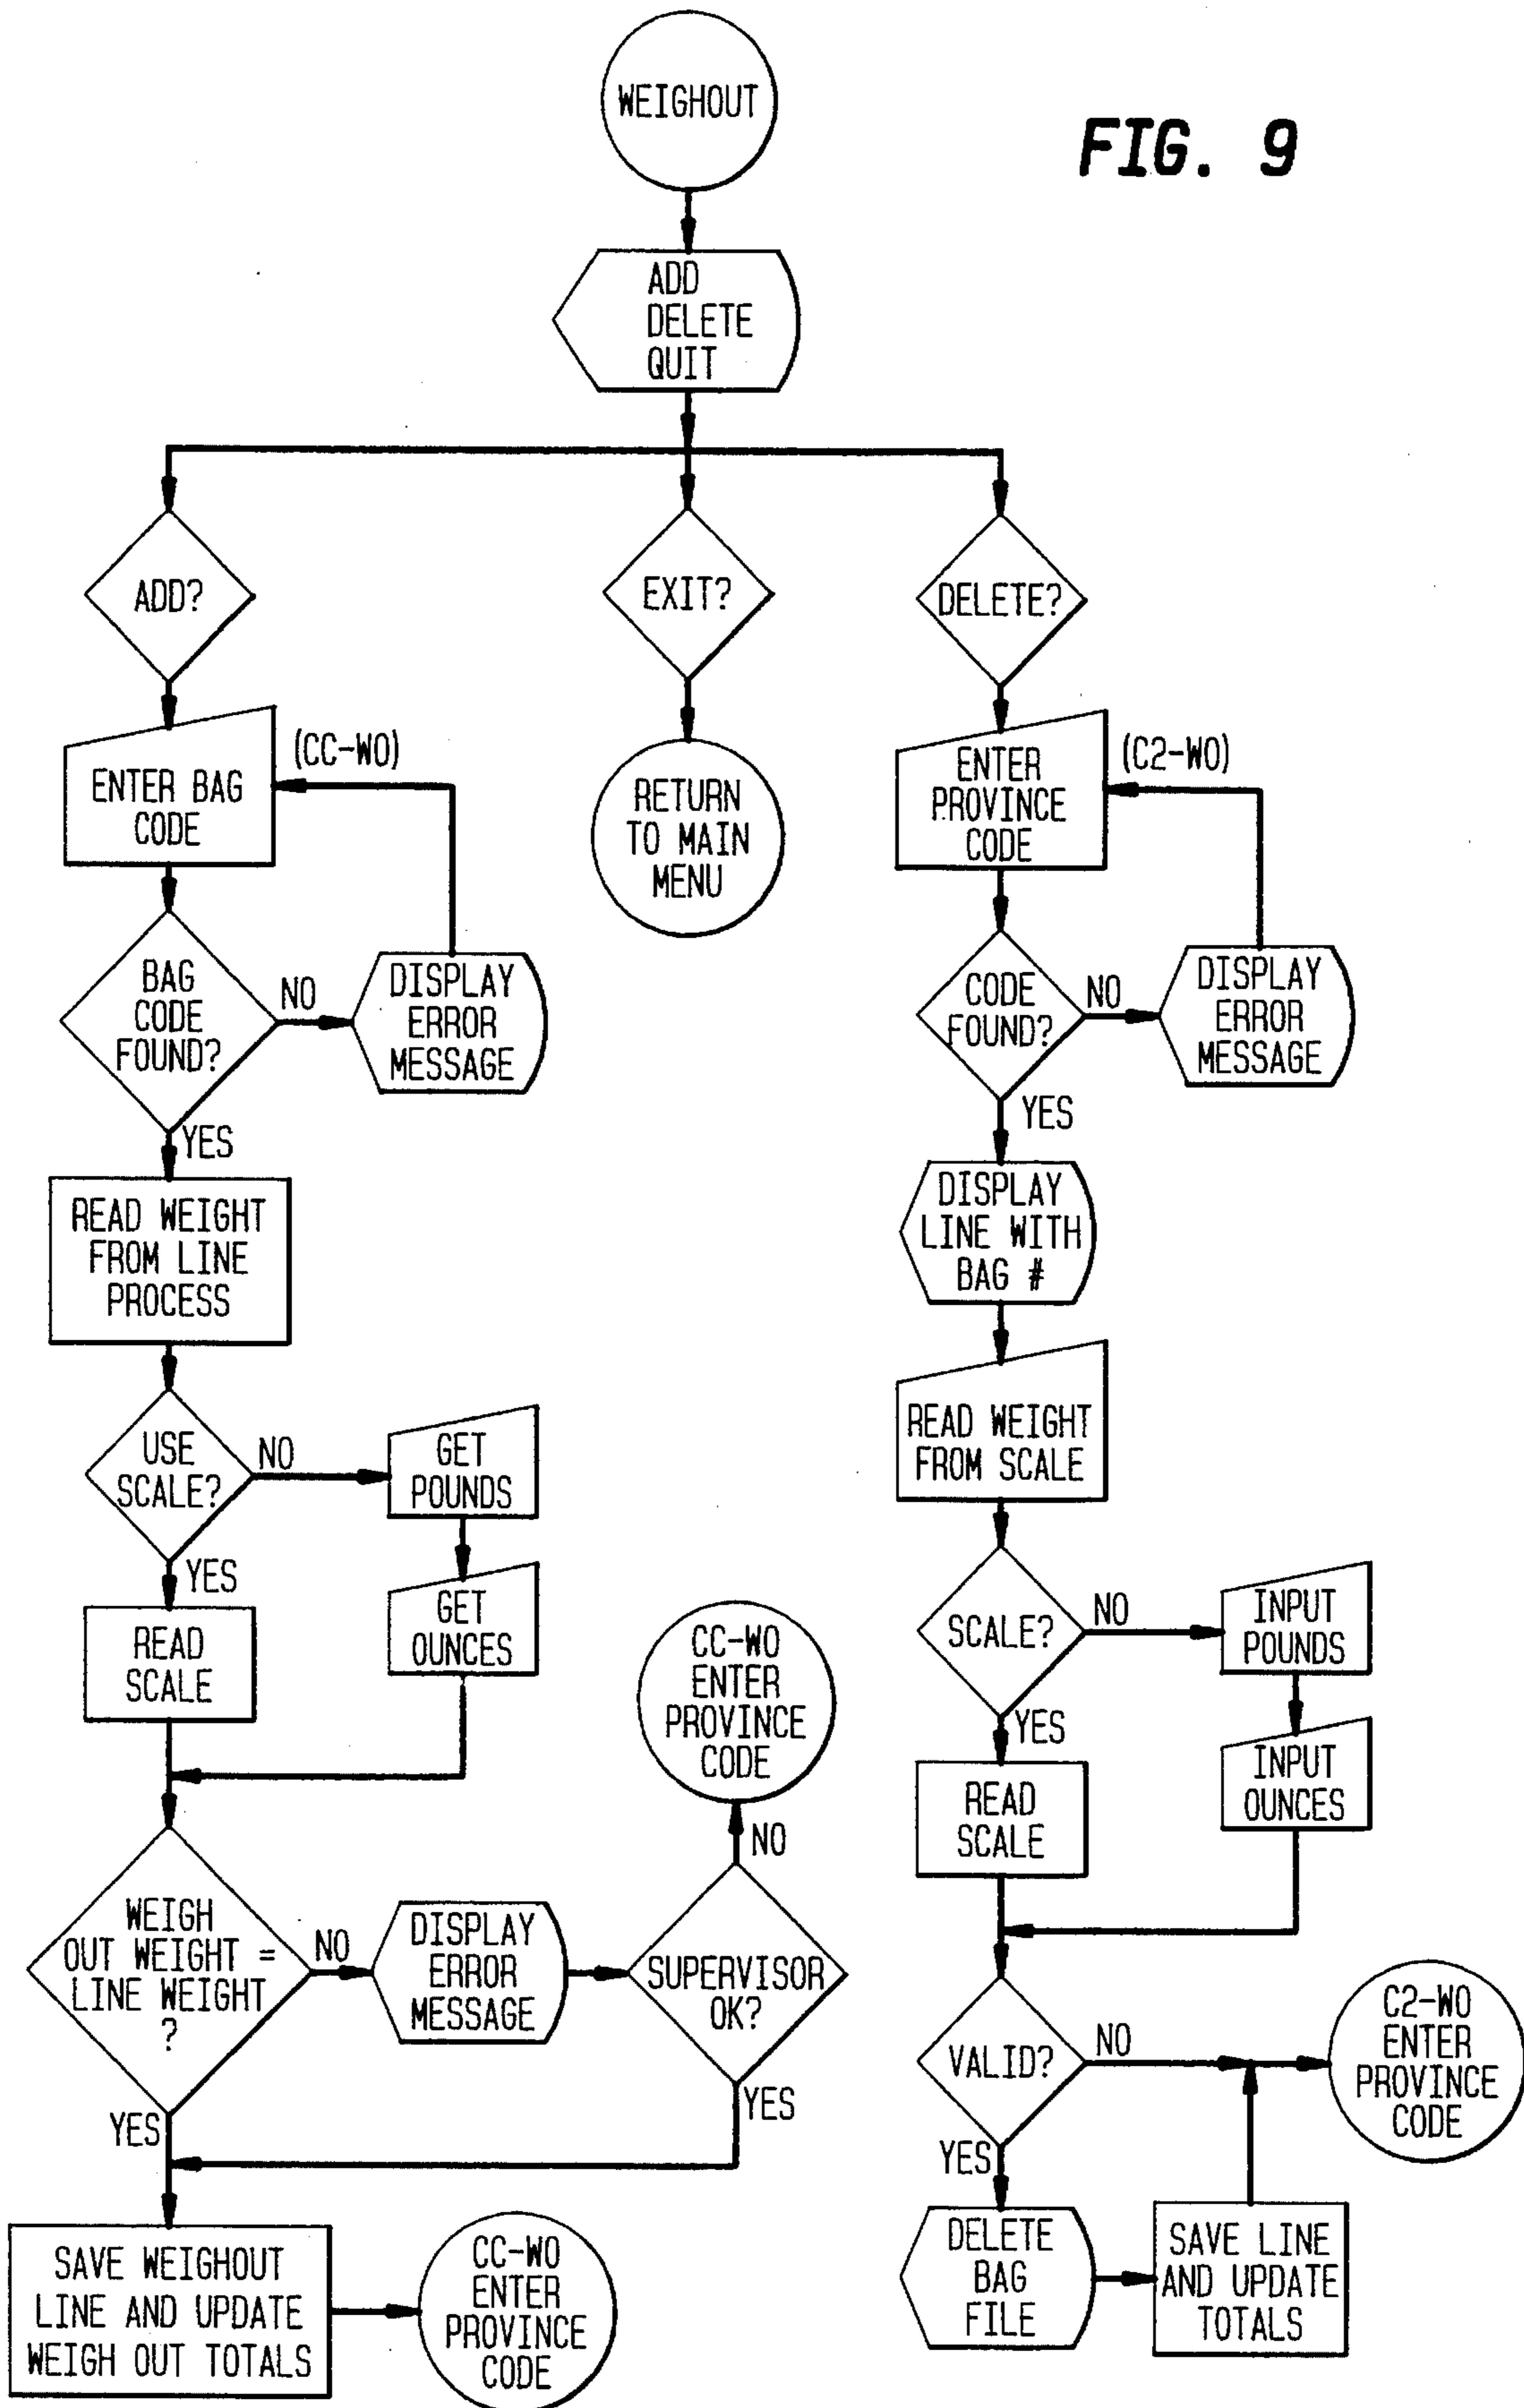 FIG. 9
WEIGHOUT
ADD
DELETE
QUIT
ADD?
EXIT?
DELETE?
ENTER BAG
CODE
(CC-WO)
RETURN
TO MAIN
MENU
ENTER
PROVINCE
CODE
(C2-WO)
BAG
CODE
FOUND?
NO
DISPLAY
ERROR
MESSAGE
CODE
FOUND?
NO
DISPLAY
ERROR
MESSAGE
YES
YES
READ WEIGHT
FROM LINE
PROCESS
DISPLAY
LINE WITH
BAG #
USE
SCALE?
NO
GET
POUNDS
READ WEIGHT
FROM SCALE
YES
GET
OUNCES
READ
SCALE
CC-WO
ENTER
PROVINCE
CODE
SCALE?
NO
INPUT
POUNDS
YES
INPUT
OUNCES
READ
SCALE
NO
WEIGH
OUT WEIGHT =
LINE WEIGHT
?
NO
DISPLAY
ERROR
MESSAGE
SUPERVISOR
OK?
YES
YES
VALID?
NO
C2-WO
ENTER
PROVINCE
CODE
YES
SAVE WEIGHOUT
LINE AND UPDATE
WEIGH OUT TOTALS
CC-WO
ENTER
PROVINCE
CODE
DELETE
BAG
FILE
SAVE LINE
AND UPDATE
TOTALS